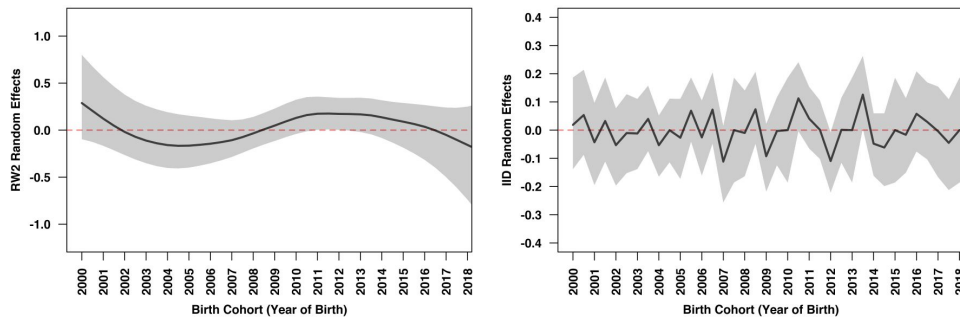 RW2 Random Effects
1.0
0.5
0.0
-0.5
-1.0
2000 2001 2002 2003 2004 2005 2006 2007 2008 2009 2010 2011 2012 2013 2014 2015 2016 2017 2018
Birth Cohort (Year of Birth)
IID Random Effects
0.4
0.3
0.2
0.1
0.0
-0.1
-0.2
-0.3
-0.4
2000 2001 2002 2003 2004 2005 2006 2007 2008 2009 2010 2011 2012 2013 2014 2015 2016 2017 2018
Birth Cohort (Year of Birth)